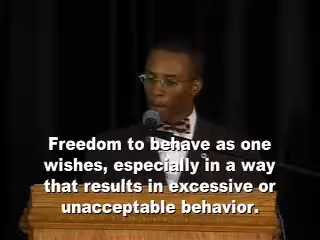 Freedom to behave as one
wishes, especially in a way
that results in excessive or
unacceptable behavior.